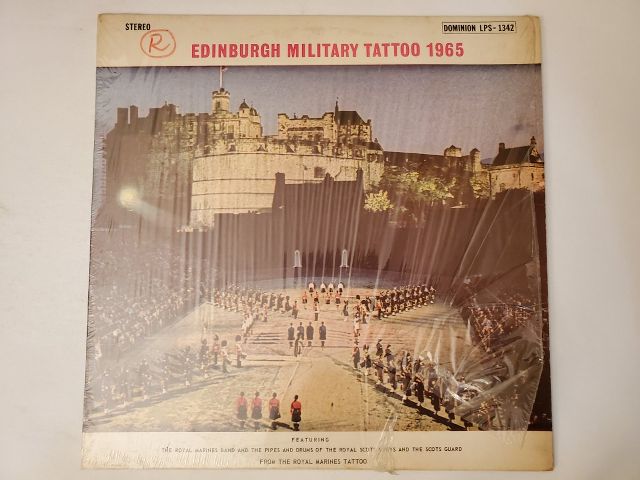 STEREO
DOMINION LPS-1342
R
EDINBURGH MILITARY TATTOO 1965
FEATURING
THE ROYAL MARINES BAND AND THE PIPES AND DRUMS OF THE ROYAL SCOTS GREYS AND THE SCOTS GUARD
FROM THE ROYAL MARINES TATTOO